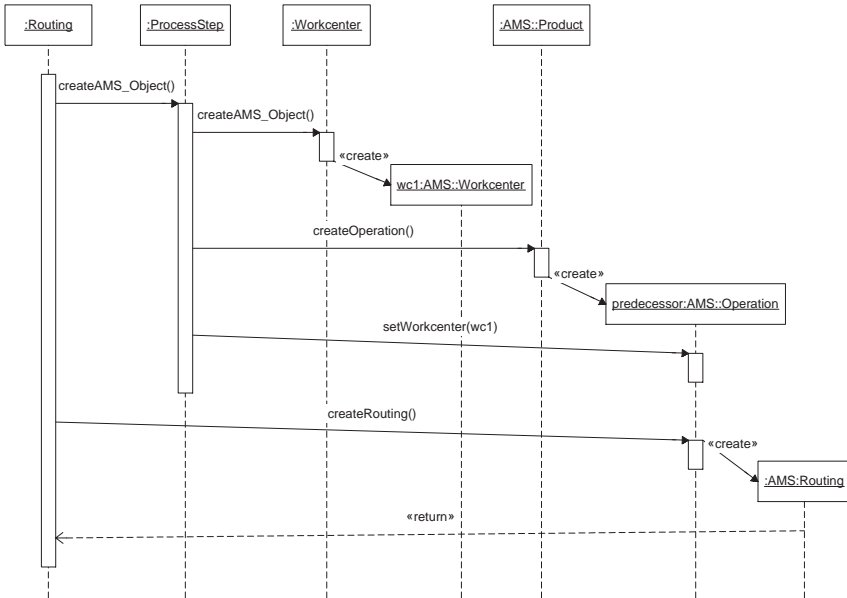 :Routing
:ProcessStep
:Workcenter
:AMS::Product
createAMS_Object()
createAMS_Object()
«create»
wc1:AMS::Workcenter
createOperation()
«create»
predecessor:AMS::Operation
setWorkcenter(wc1)
createRouting()
«create»
:AMS:Routing
«return»